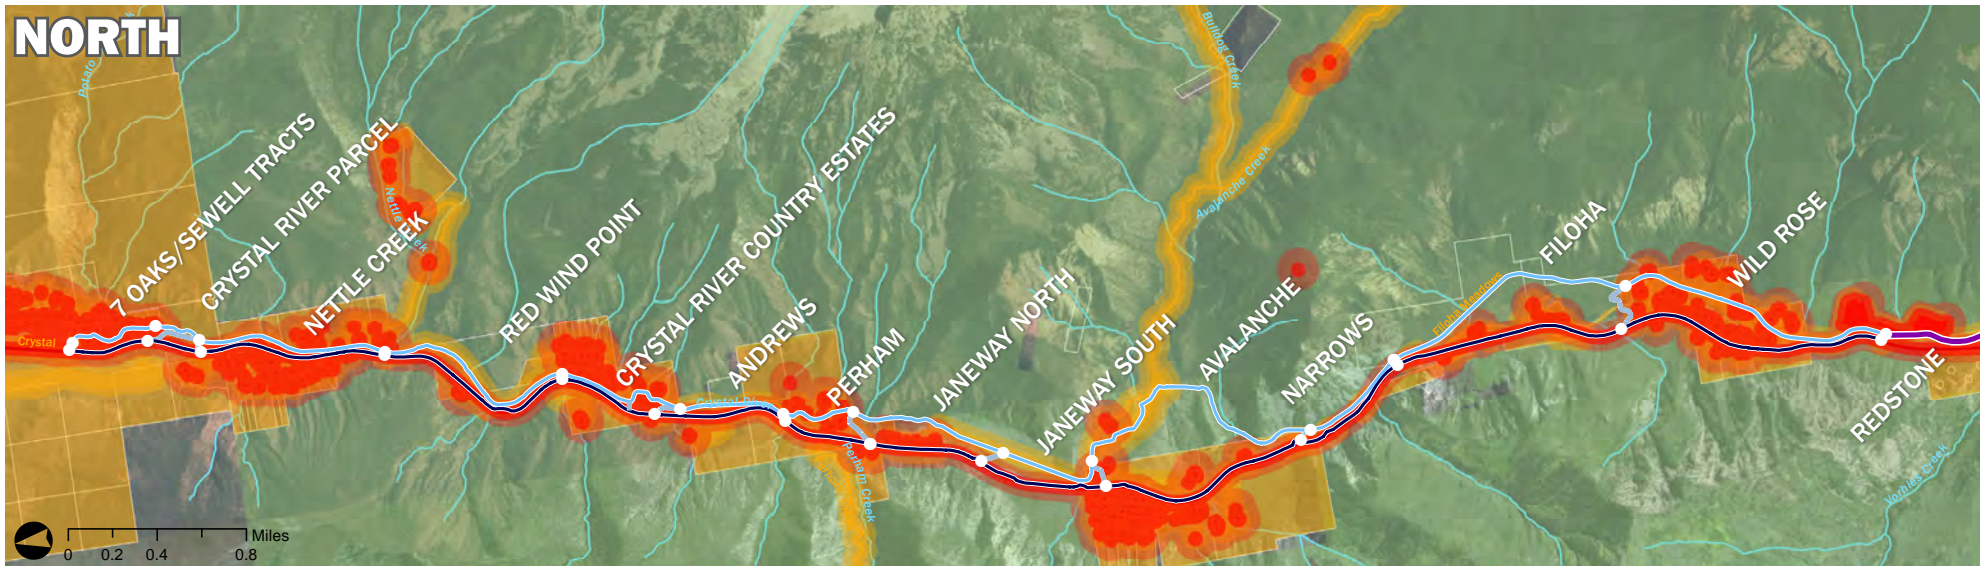 NORTH
Potato
Bulldog Creek
7 OAKS/SEWELL TRACTS
CRYSTAL RIVER PARCEL
Nettle Creek
NETTLE CREEK
RED WIND POINT
CRYSTAL RIVER COUNTRY ESTATES
ANDREWS
PERHAM
JANEWAY NORTH
JANEWAY SOUTH
Avalanche Creek
AVALANCHE
NARROWS
Filoha Meadows
FILOHA
WILD ROSE
REDSTONE
Crystal
Crystal
Perham Creek
Vorhies Creek
Miles
0 0.2 0.4 0.8